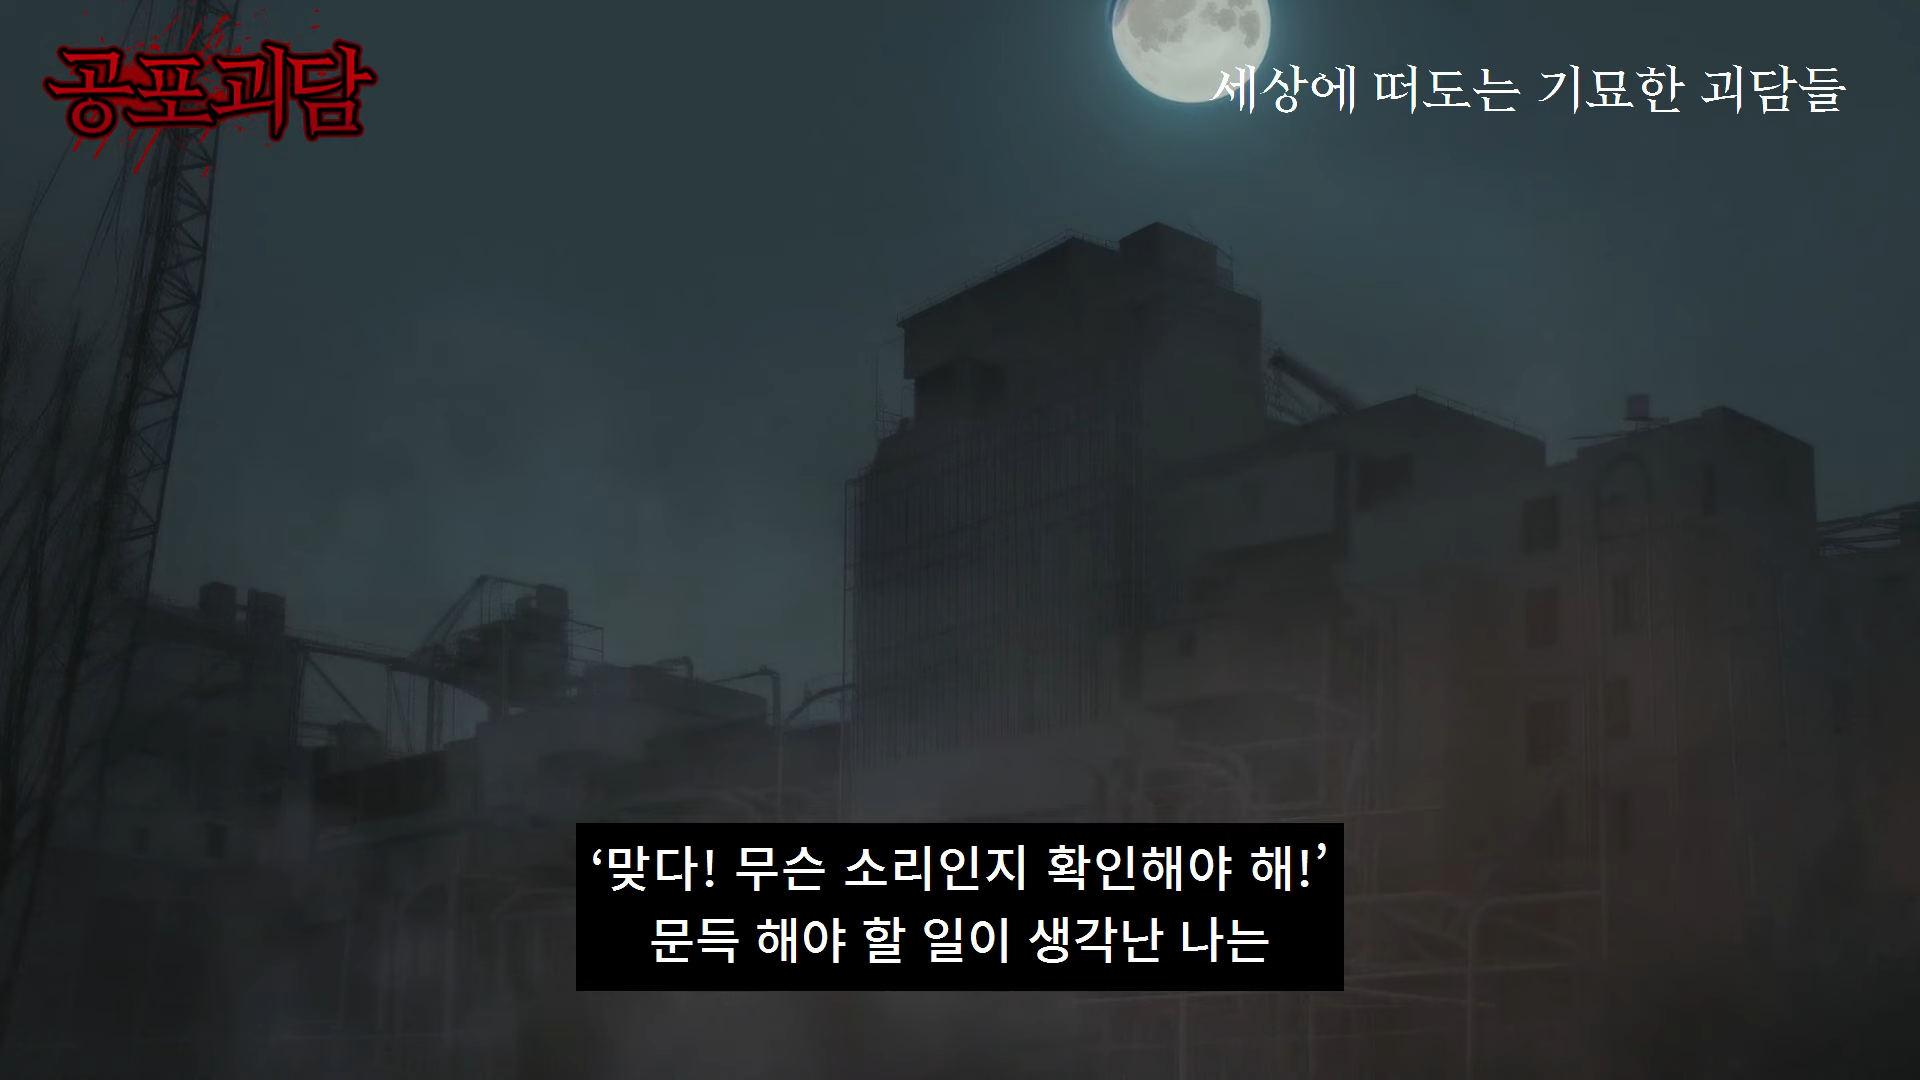 공포괴담
세상에 떠도는 기묘한 괴담들
‘맞다! 무슨 소리인지 확인해야 해!’
문득 해야 할 일이 생각난 나는